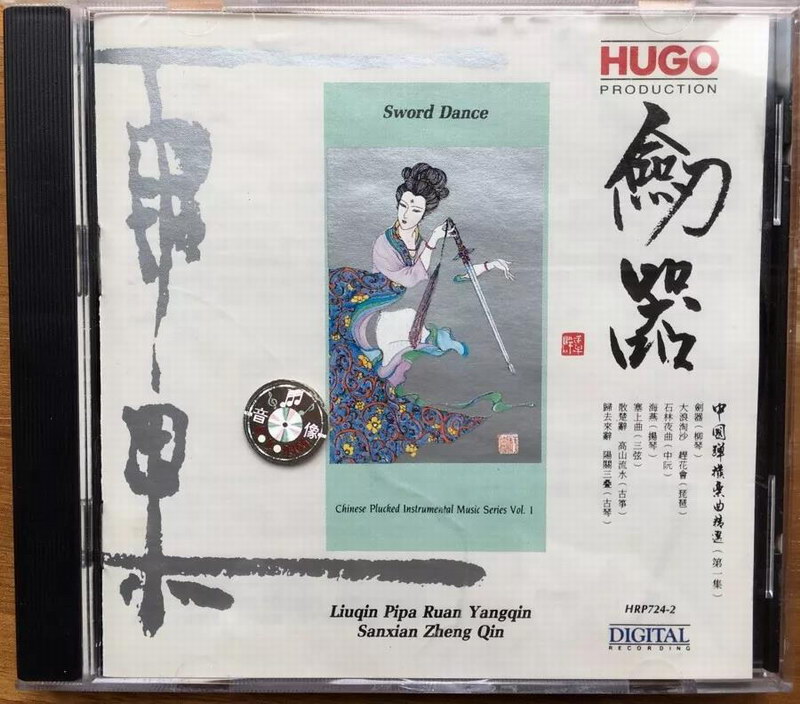 HUGO
PRODUCTION
劒器
Sword Dance
中國彈撥樂曲精選（第一集）
劍器（柳琴）
大浪淘沙 趕花會（琵琶）
石林夜曲（中阮）
海燕（揚琴）
塞上曲（三弦）
散楚辭 高山流水（古箏）
歸去來辭 陽關三疊（古琴）
音像
Chinese Plucked Instrumental Music Series Vol. 1
Liuqin Pipa Ruan Yangqin
Sanxian Zheng Qin
HRP724-2
DIGITAL
RECORDING